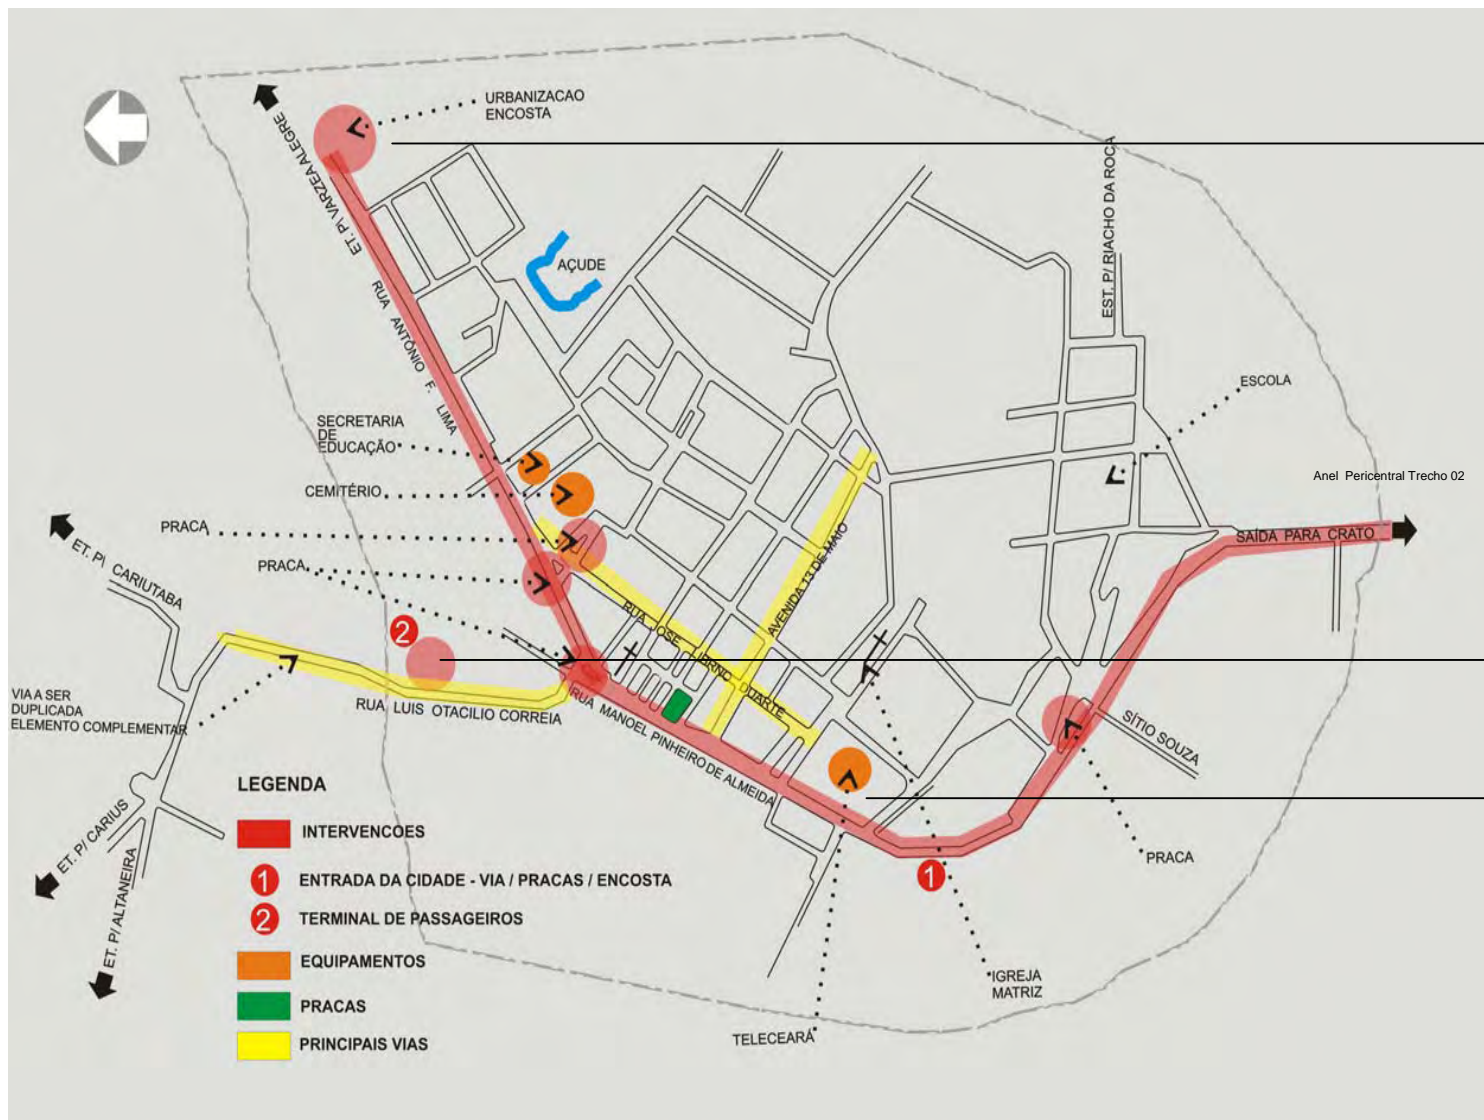 URBANIZACAO
ENCOSTA
ET. P\ VARZEA ALEGRE
EST. P/ RIACHO DA ROCA
AÇUDE
RUA ANTÔNIO F. LIMA
ESCOLA
SECRETARIA
DE
EDUCAÇÃO
Anel Pericentral Trecho 02
CEMITÉRIO
PRACA
SAÍDA PARA CRATO
ET. P\ CARIUTABA
PRACA
AVENIDA 13 DE MAIO
RUA JOSE LIBRNO DUARTE
2
VIA A SER
DUPLICADA
ELEMENTO COMPLEMENTAR
RUA LUIS OTACILIO CORREIA
RUA MANOEL PINHEIRO DE ALMEIDA
SÍTIO SOUZA
PRACA
1
ET. P/ CARIUS
ET. P/ ALTANEIRA
IGREJA
MATRIZ
TELECEARÁ
LEGENDA
INTERVENCOES
1 ENTRADA DA CIDADE - VIA / PRACAS / ENCOSTA
2 TERMINAL DE PASSAGEIROS
EQUIPAMENTOS
PRACAS
PRINCIPAIS VIAS